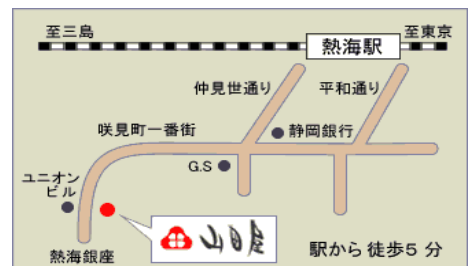 至三島
熱海駅
至東京
仲見世通り
平和通り
咲見町一番街
静岡銀行
G.S
ユニオン
ビル
山田屋
熱海銀座
駅から徒歩5分